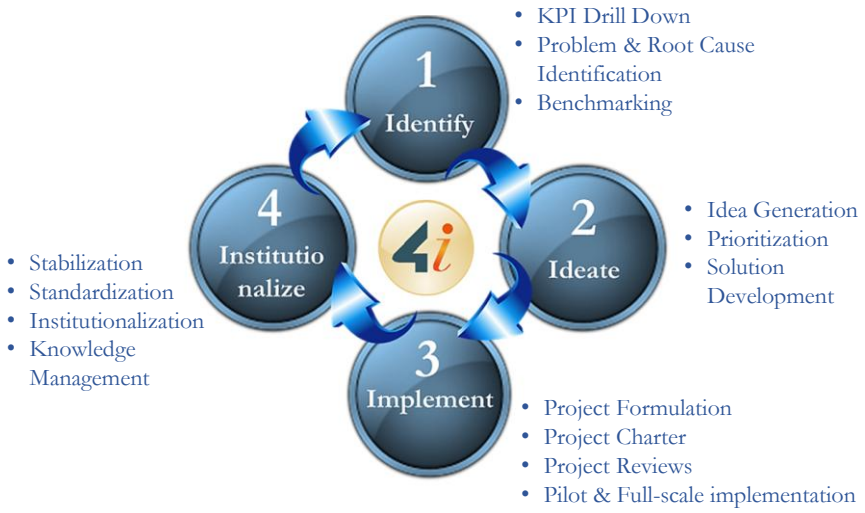 1
Identify
• KPI Drill Down
• Problem & Root Cause
Identification
• Benchmarking
2
Ideate
• Idea Generation
• Prioritization
• Solution
Development
3
Implement
• Project Formulation
• Project Charter
• Project Reviews
• Pilot & Full-scale implementation
4
Institutio
nalize
• Stabilization
• Standardization
• Institutionalization
• Knowledge
Management
4i